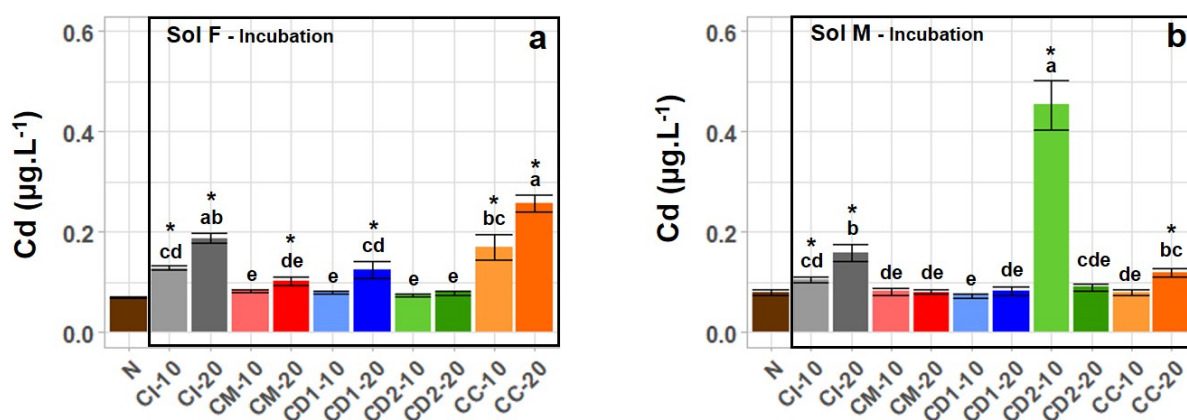 Sol F - Incubation
a
Cd (µg.L⁻¹)
0.6
0.4
0.2
0.0
*
cd
*
ab
e
*
de
e
*
cd
e
e
*
bc
*
a
N
CI-10
CI-20
CM-10
CM-20
CD1-10
CD1-20
CD2-10
CD2-20
CC-10
CC-20
Sol M - Incubation
b
Cd (µg.L⁻¹)
0.6
0.4
0.2
0.0
*
cd
*
b
de
de
e
de
*
a
cde
de
*
bc
N
CI-10
CI-20
CM-10
CM-20
CD1-10
CD1-20
CD2-10
CD2-20
CC-10
CC-20